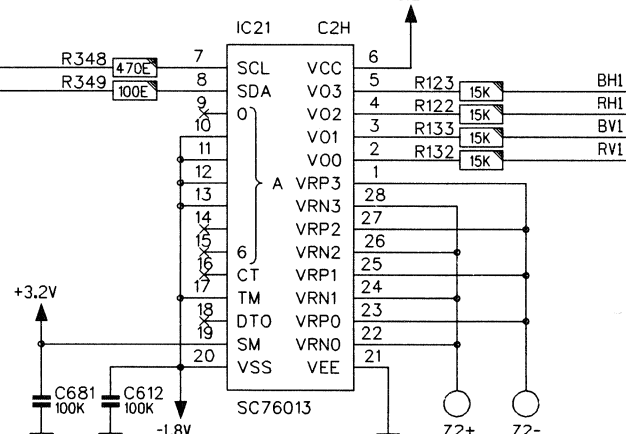 IC21 C2H
R348 470E 7 SCL VCC 6
R349 100E 8 SDA VO3 5 R123 15K BH1
9 0 VO2 4 R122 15K RH1
10 VO1 3 R133 15K BV1
11 VO0 2 R132 15K RV1
12 A VRP3 1
13 VRN3 28
14 VRP2 27
15 6 VRN2 26
16 CT VRP1 25
17 TM VRN1 24
18 DTO VRP0 23
19 SM VRN0 22
20 VSS VEE 21
+3.2V
C681 100K
C612 100K
SC76013
-1.8V
72+ 72-